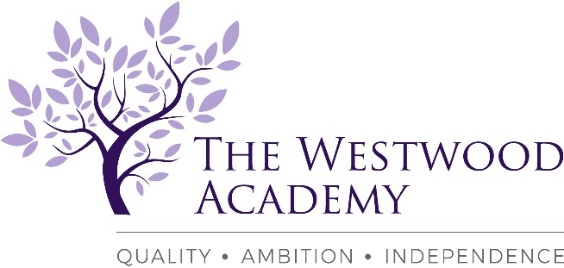 The Westwood
Academy
QUALITY • AMBITION • INDEPENDENCE